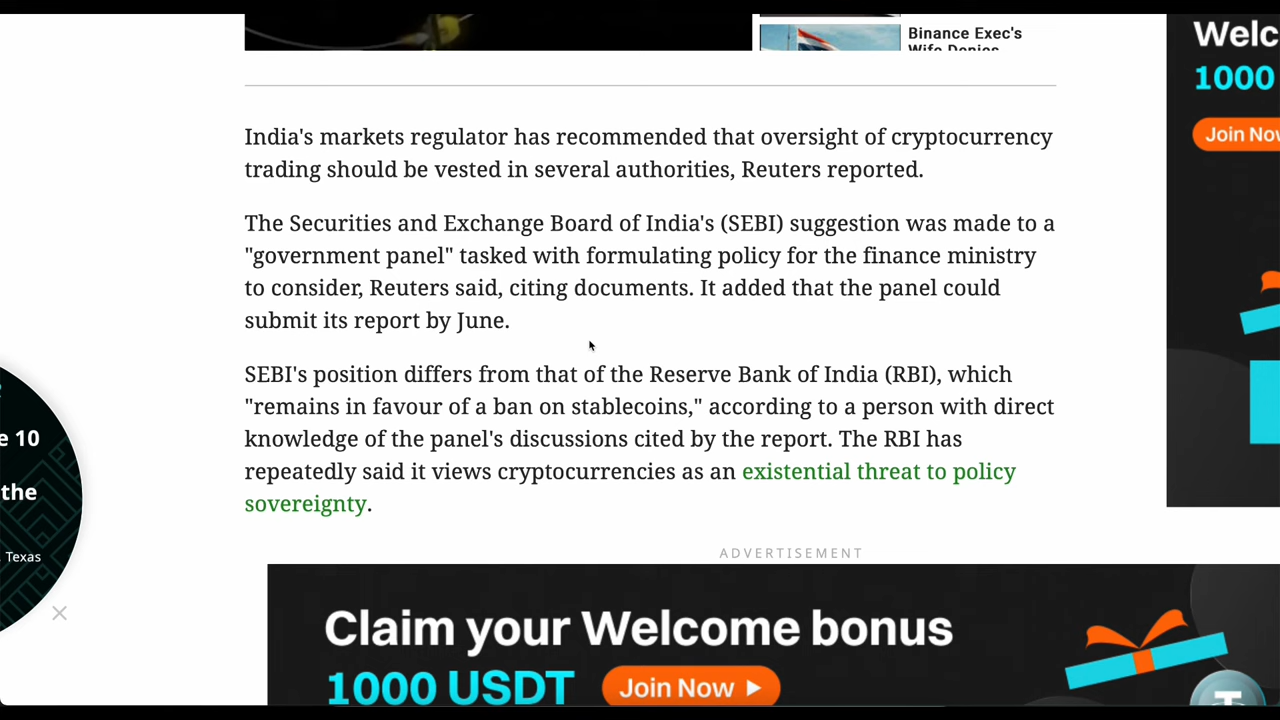 Binance Exec's
Wife Denies
Welc
1000
Join Now
India's markets regulator has recommended that oversight of cryptocurrency
trading should be vested in several authorities, Reuters reported.
The Securities and Exchange Board of India's (SEBI) suggestion was made to a
"government panel" tasked with formulating policy for the finance ministry
to consider, Reuters said, citing documents. It added that the panel could
submit its report by June.
SEBI's position differs from that of the Reserve Bank of India (RBI), which
"remains in favour of a ban on stablecoins," according to a person with direct
knowledge of the panel's discussions cited by the report. The RBI has
repeatedly said it views cryptocurrencies as an existential threat to policy
sovereignty.
e 10
the
Texas
ADVERTISEMENT
Claim your Welcome bonus
1000 USDT Join Now